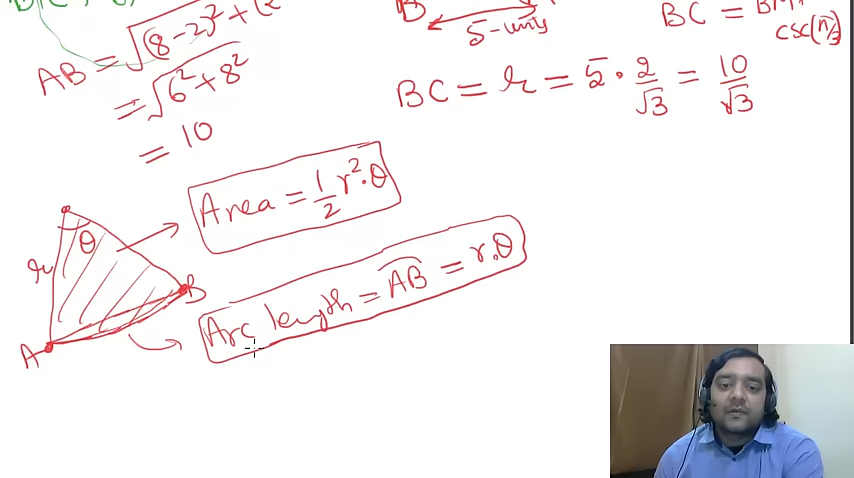 AB = √(8-2)² + (2
= √6² + 8²
= 10
B
5-units
BC =
csc(π/3)
BC = r = 5 · 2/√3 = 10/√3
Area = 1/2 r² · θ
θ
r
B
A
Arc length = AB = r.θ